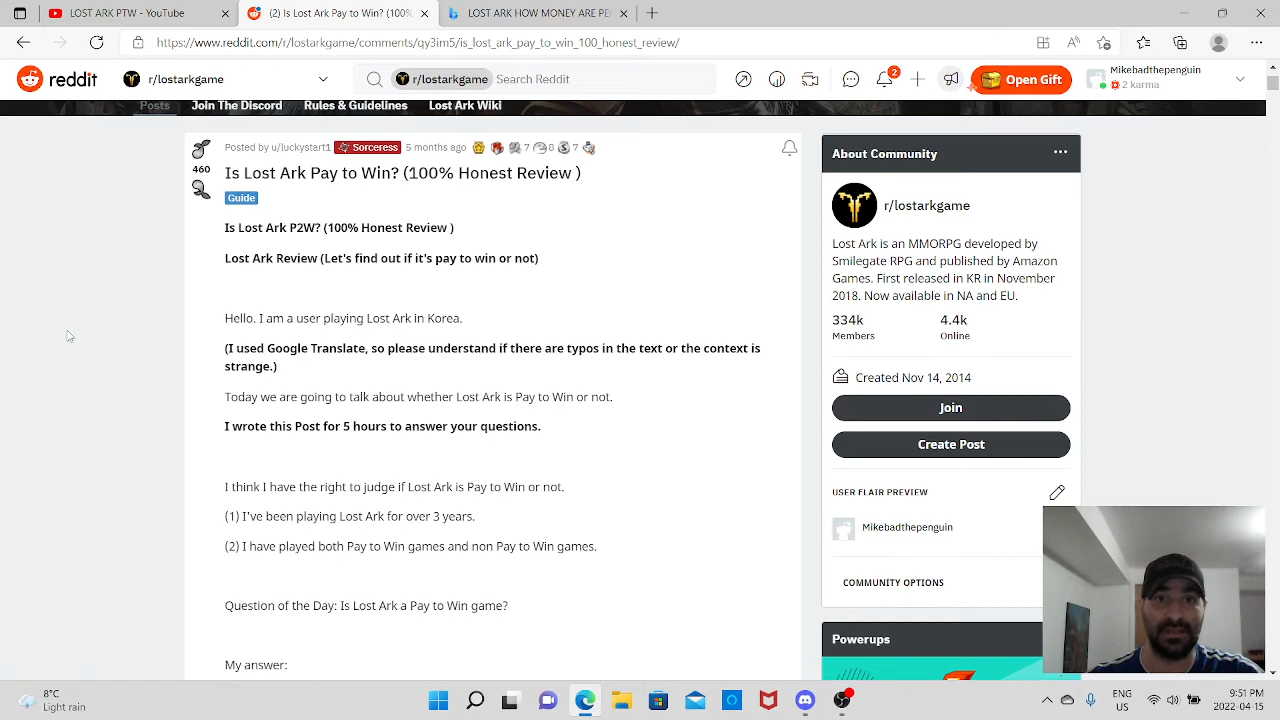 LOST ARK PTW - YouTube
(2) Is Lost Ark Pay to Win? (100%
LOST ARK HOW MONEY ARE PE
https://www.reddit.com/r/lostarkgame/comments/qy3im5/is_lost_ark_pay_to_win_100_honest_review/
reddit
r/lostarkgame
r/lostarkgame Search Reddit
2
Open Gift
Mikebadthepenguin
2 karma
Posts
Join The Discord
Rules & Guidelines
Lost Ark Wiki
460
Posted by u/luckystart1 Sorceress 5 months ago 7 8 7
Is Lost Ark Pay to Win? (100% Honest Review )
Guide
Is Lost Ark P2W? (100% Honest Review )
Lost Ark Review (Let's find out if it's pay to win or not)
Hello. I am a user playing Lost Ark in Korea.
(I used Google Translate, so please understand if there are typos in the text or the context is
strange.)
Today we are going to talk about whether Lost Ark is Pay to Win or not.
I wrote this Post for 5 hours to answer your questions.
I think I have the right to judge if Lost Ark is Pay to Win or not.
(1) I've been playing Lost Ark for over 3 years.
(2) I have played both Pay to Win games and non Pay to Win games.
Question of the Day: Is Lost Ark a Pay to Win game?
My answer:
About Community
r/lostarkgame
Lost Ark is an MMORPG developed by
Smilegate RPG and published by Amazon
Games. First released in KR in November
2018. Now available in NA and EU.
334k
Members
4.4k
Online
Created Nov 14, 2014
Join
Create Post
USER FLAIR PREVIEW
Mikebadthepenguin
COMMUNITY OPTIONS
Powerups
8°C
Light rain
ENG
US
9:51 PM
2022-04-15